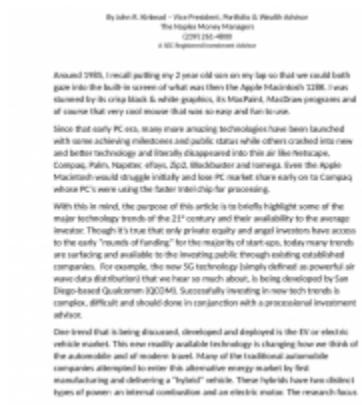 By John R. Kirkead – Vice President, Portfolio & Wealth Advisor
The Naples Money Managers
(239) 261-4888
A SEC Registered Investment Advisor
Around 1985, I recall putting my 2 year old son on my lap so that we could both
gaze into the built-in screen of what was then the Apple Macintosh 128K. I was
stunned by its crisp black & white graphics, its MacPaint, MacDraw programs and
of course that very cool mouse that was so easy and fun to use.
Since that early PC era, many more amazing technologies have been launched
with some achieving milestones and public status while others crashed into new
and better technology and literally disappeared into thin air like Netscape,
Compaq, Palm, Napster, eToys, Zip2, Blockbuster and Iomega. Even the Apple
Macintosh would struggle initially and lose PC market share early on to Compaq
whose PC's were using the faster Intel chip for processing.
With this in mind, the purpose of this article is to briefly highlight some of the
major technology trends of the 21st century and their availability to the average
investor. Though it's true that only private equity and angel investors have access
to the early "rounds of funding" for the majority of start-ups, today many trends
are surfacing and available to the investing public through existing established
companies. For example, the new 5G technology (simply defined as powerful air
wave data distribution) that we hear so much about, is being developed by San
Diego-based Qualcomm (QCOM). Successfully investing in new tech trends is
complex, difficult and should be done in conjunction with a processional investment
advisor.
One trend that is being discussed, developed and deployed is the EV or electric
vehicle market. This new readily available technology is changing how we think of
the automobile and of modern travel. Many of the traditional automobile
companies attempted to enter this alternative energy market by first
manufacturing and delivering a "hybrid" vehicle. These hybrids have two distinct
types of power: an internal combustion and an electric motor. The research focus